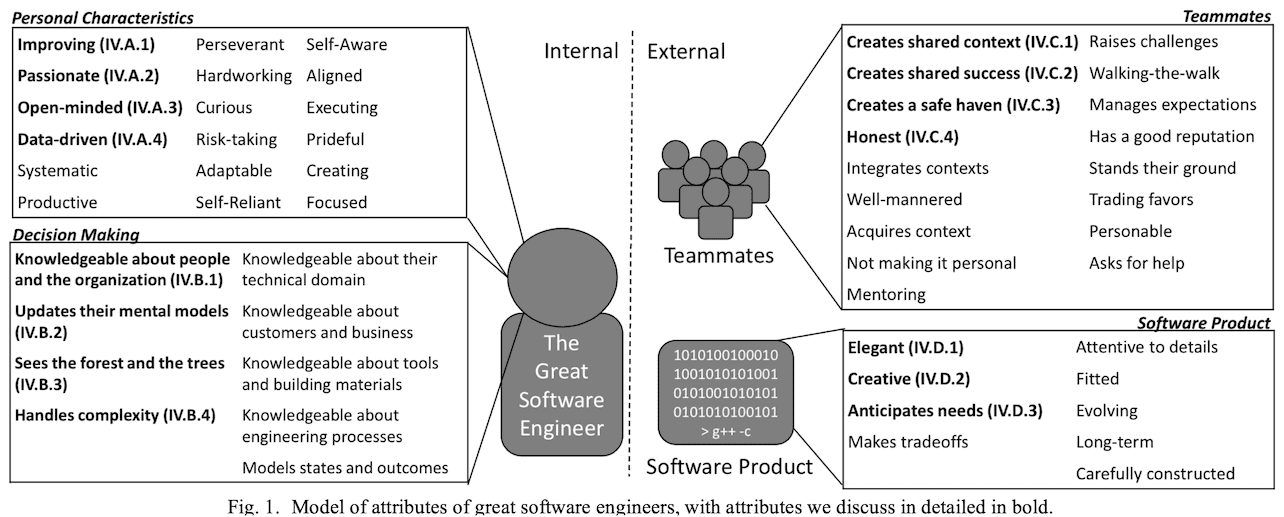 Personal Characteristics
Improving (IV.A.1) Perseverant Self-Aware
Passionate (IV.A.2) Hardworking Aligned
Open-minded (IV.A.3) Curious Executing
Data-driven (IV.A.4) Risk-taking Prideful
Systematic Adaptable Creating
Productive Self-Reliant Focused
Decision Making
Knowledgeable about people
and the organization (IV.B.1)
Updates their mental models
(IV.B.2)
Sees the forest and the trees
(IV.B.3)
Handles complexity (IV.B.4)
Knowledgeable about their
technical domain
Knowledgeable about
customers and business
Knowledgeable about tools
and building materials
Knowledgeable about
engineering processes
Models states and outcomes
Internal
External
The
Great
Software
Engineer
Teammates
Teammates
Creates shared context (IV.C.1) Raises challenges
Creates shared success (IV.C.2) Walking-the-walk
Creates a safe haven (IV.C.3) Manages expectations
Honest (IV.C.4) Has a good reputation
Integrates contexts Stands their ground
Well-mannered Trading favors
Acquires context Personable
Not making it personal Asks for help
Mentoring
1010100100010
1001010101001
0101001010101
0101010100101
> g++ -c
Software Product
Software Product
Elegant (IV.D.1) Attentive to details
Creative (IV.D.2) Fitted
Anticipates needs (IV.D.3) Evolving
Makes tradeoffs Long-term
Carefully constructed
Fig. 1. Model of attributes of great software engineers, with attributes we discuss in detailed in bold.